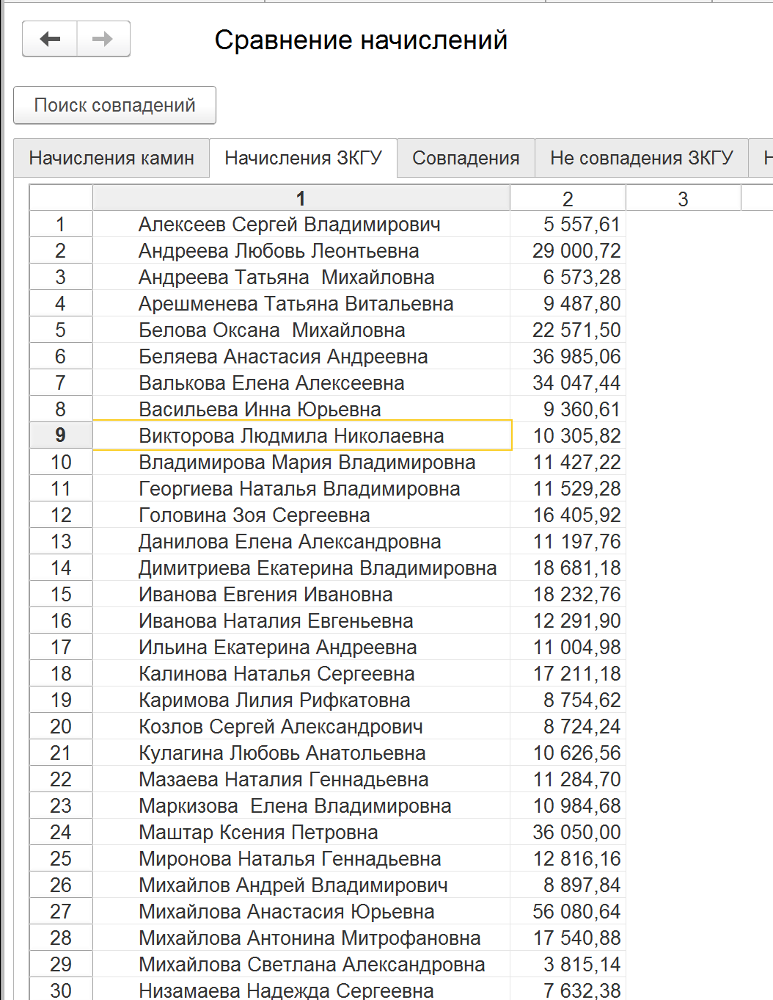 Сравнение начислений
Поиск совпадений
Начисления камин Начисления ЗКГУ Совпадения Не совпадения ЗКГУ Н
1 2 3
1 Алексеев Сергей Владимирович 5 557,61
2 Андреева Любовь Леонтьевна 29 000,72
3 Андреева Татьяна  Михайловна 6 573,28
4 Арешменева Татьяна Витальевна 9 487,80
5 Белова Оксана  Михайловна 22 571,50
6 Беляева Анастасия Андреевна 36 985,06
7 Валькова Елена Алексеевна 34 047,44
8 Васильева Инна Юрьевна 9 360,61
9 Викторова Людмила Николаевна 10 305,82
10 Владимирова Мария Владимировна 11 427,22
11 Георгиева Наталья Владимировна 11 529,28
12 Головина Зоя Сергеевна 16 405,92
13 Данилова Елена Александровна 11 197,76
14 Димитриева Екатерина Владимировна 18 681,18
15 Иванова Евгения Ивановна 18 232,76
16 Иванова Наталия Евгеньевна 12 291,90
17 Ильина Екатерина Андреевна 11 004,98
18 Калинова Наталья Сергеевна 17 211,18
19 Каримова Лилия Рифкатовна 8 754,62
20 Козлов Сергей Александрович 8 724,24
21 Кулагина Любовь Анатольевна 10 626,56
22 Мазаева Наталия Геннадьевна 11 284,70
23 Маркизова  Елена Владимировна 10 984,68
24 Маштар Ксения Петровна 36 050,00
25 Миронова Наталья Геннадьевна 12 816,16
26 Михайлов Андрей Владимирович 8 897,84
27 Михайлова Анастасия Юрьевна 56 080,64
28 Михайлова Антонина Митрофановна 17 540,88
29 Михайлова Светлана Александровна 3 815,14
30 Низамаева Надежда Сергеевна 7 632,38